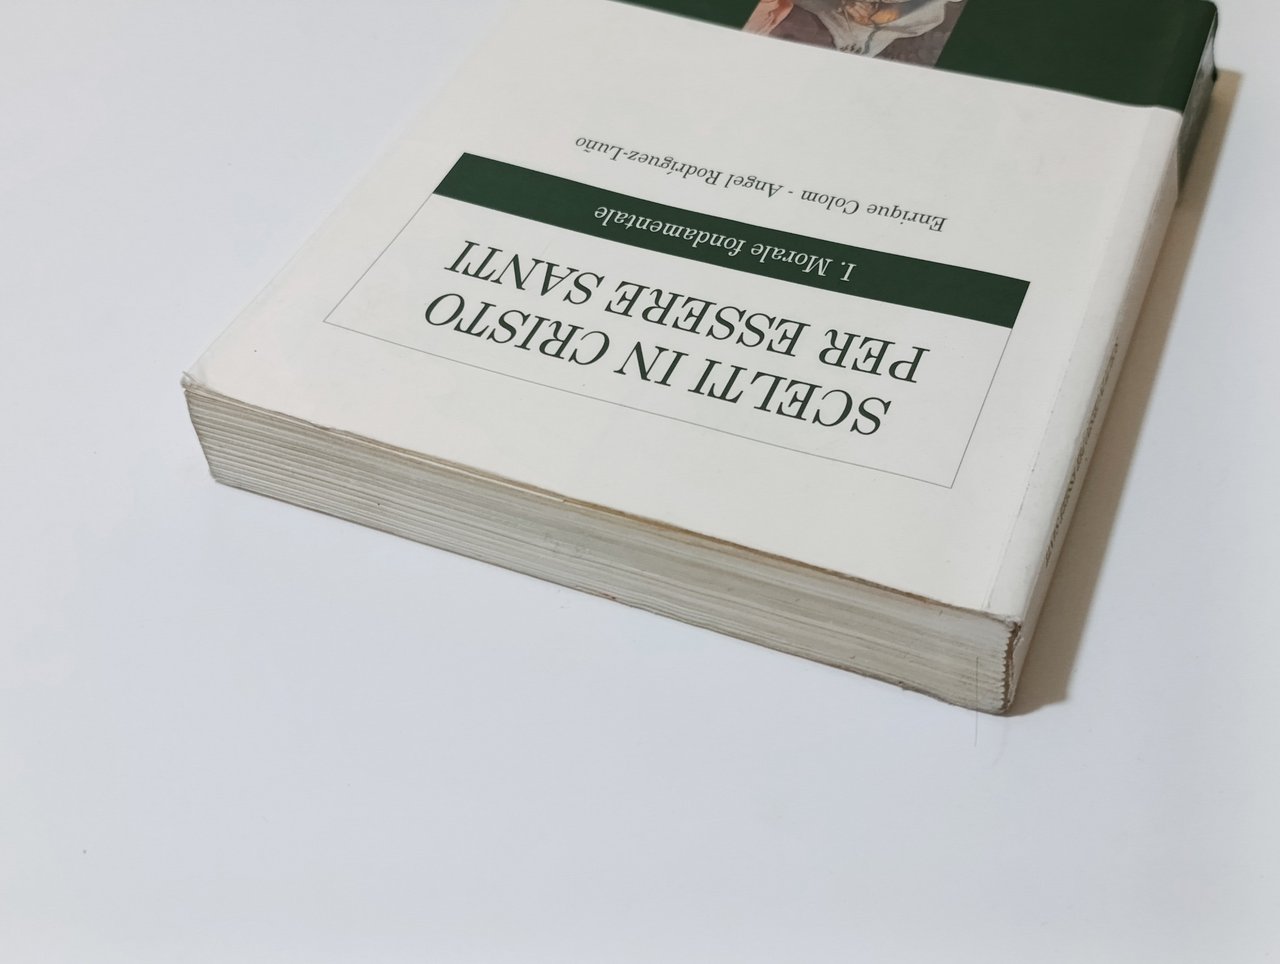 Enrique Colom - Angel Rodríguez-Luño
SCELTI IN CRISTO
PER ESSERE SANTI
I. Morale fondamentale